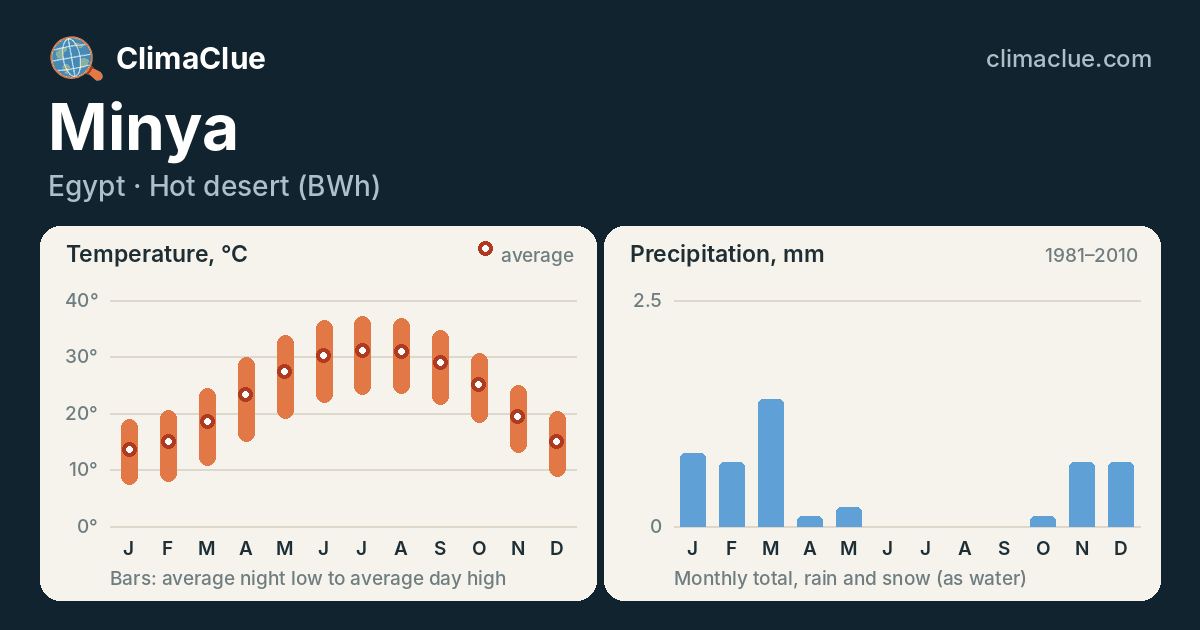 ClimaClue
climaclue.com
Minya
Egypt · Hot desert (BWh)
Temperature, °C
average
40°
30°
20°
10°
0°
J F M A M J J A S O N D
Bars: average night low to average day high
Precipitation, mm
1981–2010
2.5
0
J F M A M J J A S O N D
Monthly total, rain and snow (as water)